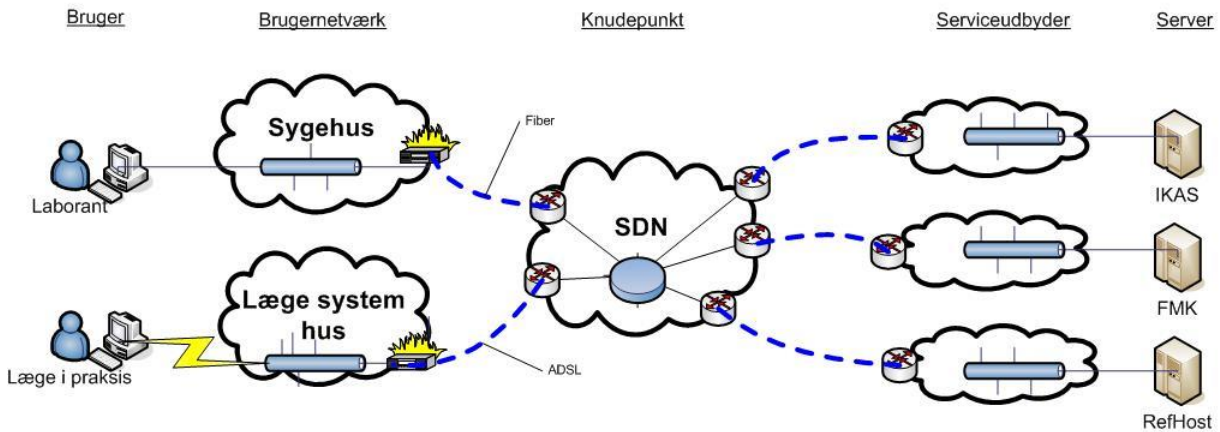 Bruger
Brugernetværk
Knudepunkt
Serviceudbyder
Server
Sygehus
Fiber
Laborant
IKAS
SDN
Læge system
hus
FMK
Læge i praksis
ADSL
RefHost